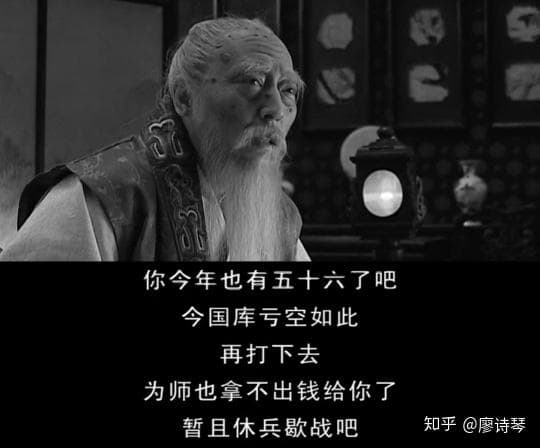 你今年也有五十六了吧
今国库亏空如此
再打下去
为师也拿不出钱给你了
暂且休兵歇战吧
知乎 @廖诗琴